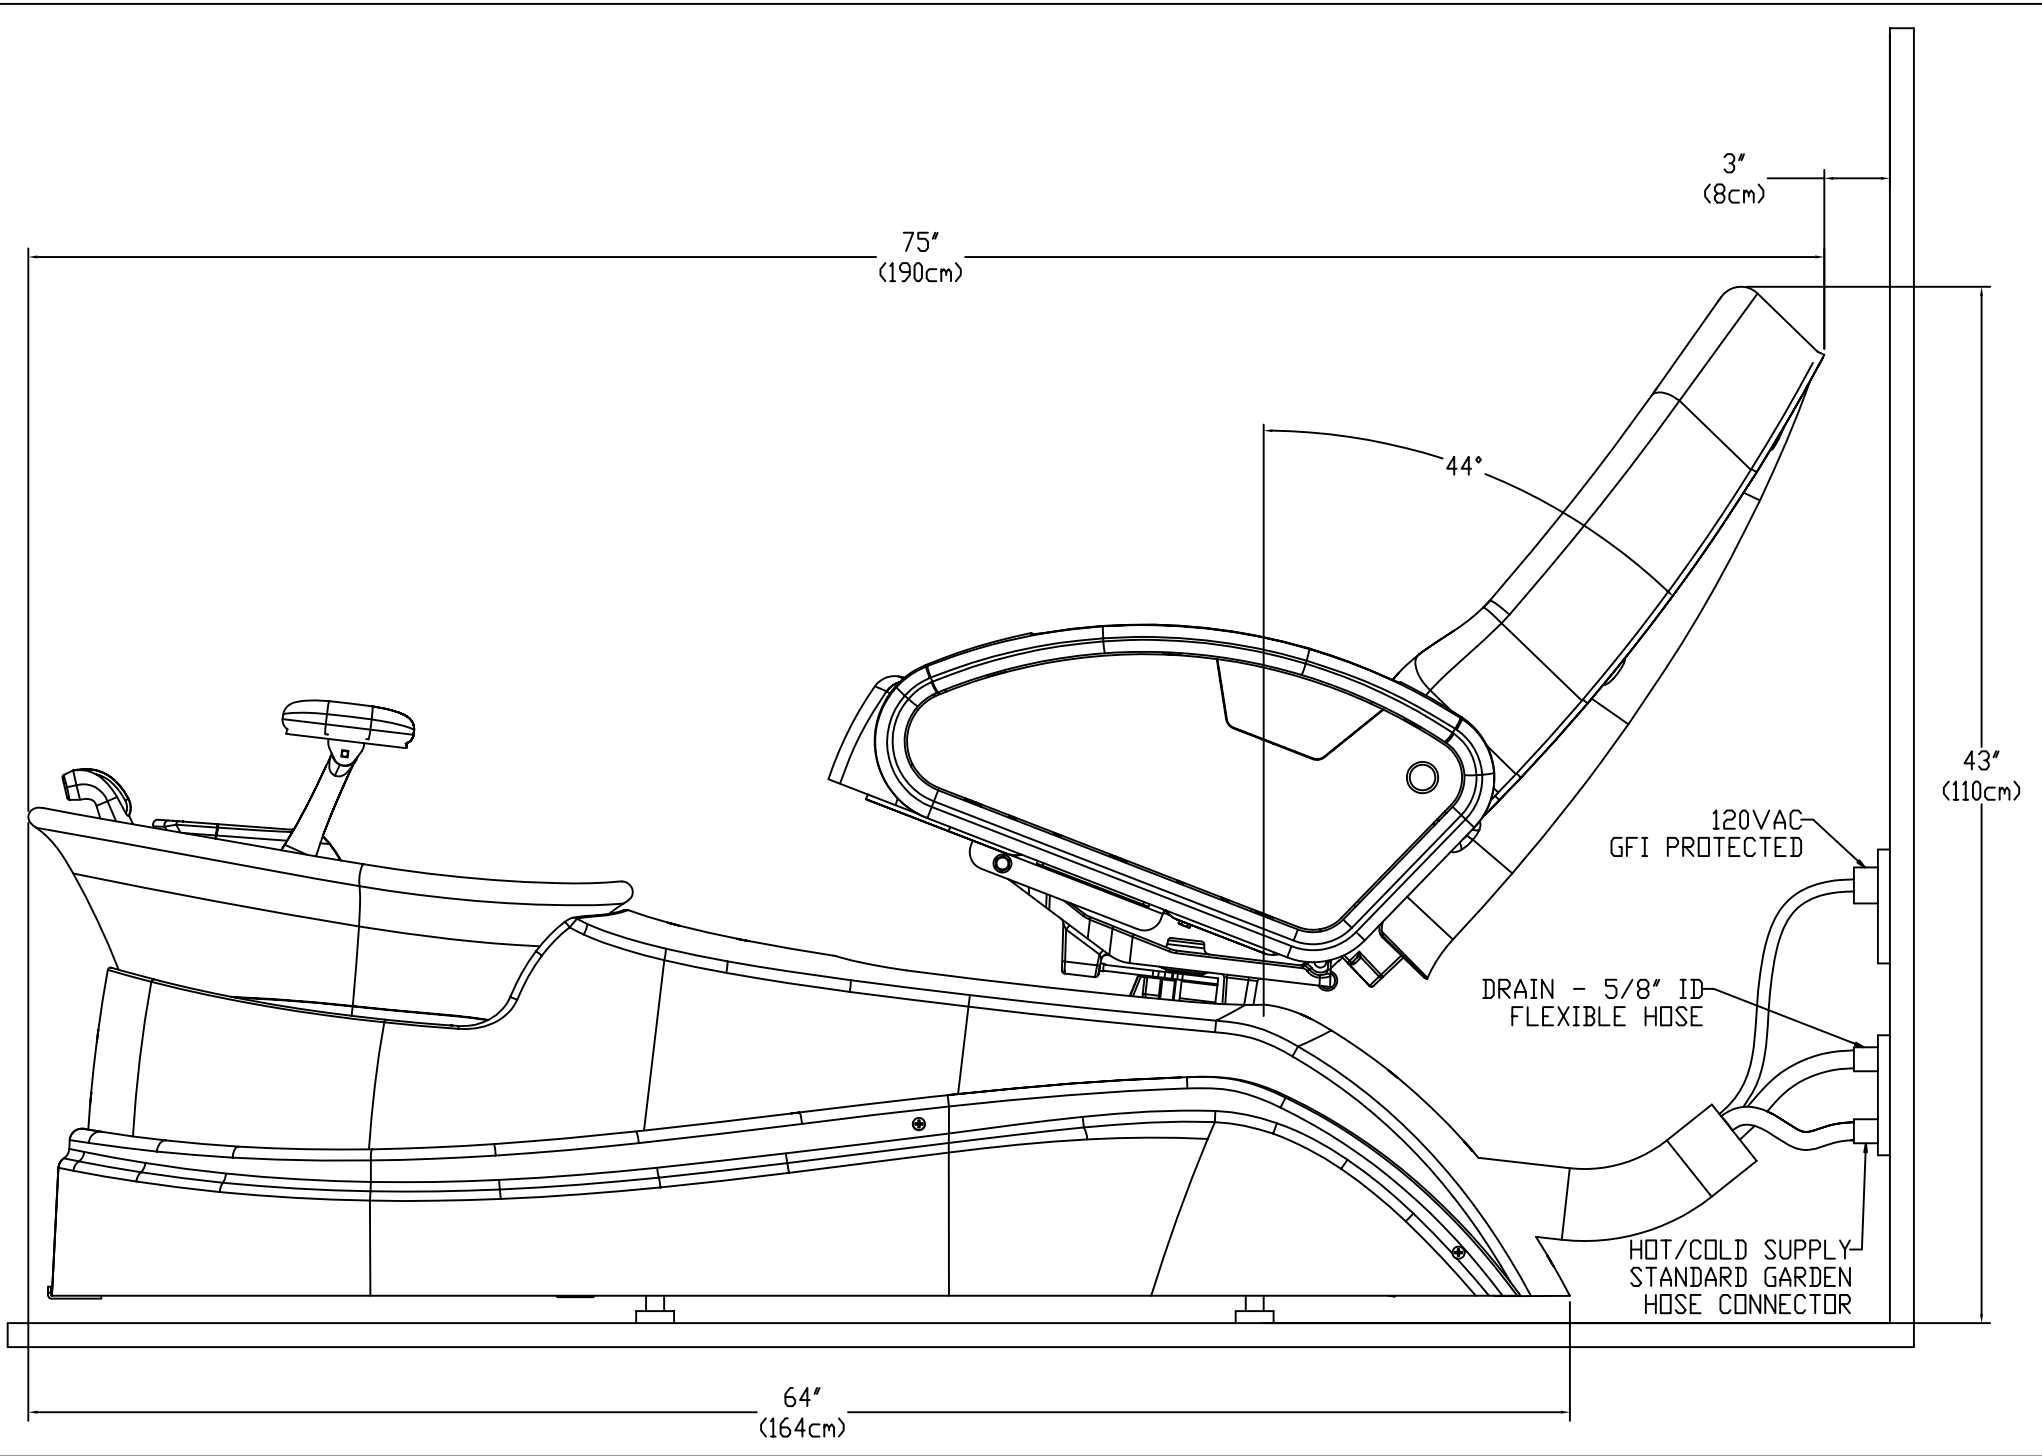 3"
(8cm)
75"
(190cm)
44°
43"
(110cm)
120VAC
GFI PROTECTED
DRAIN - 5/8" ID
FLEXIBLE HOSE
HOT/COLD SUPPLY
STANDARD GARDEN
HOSE CONNECTOR
64"
(164cm)